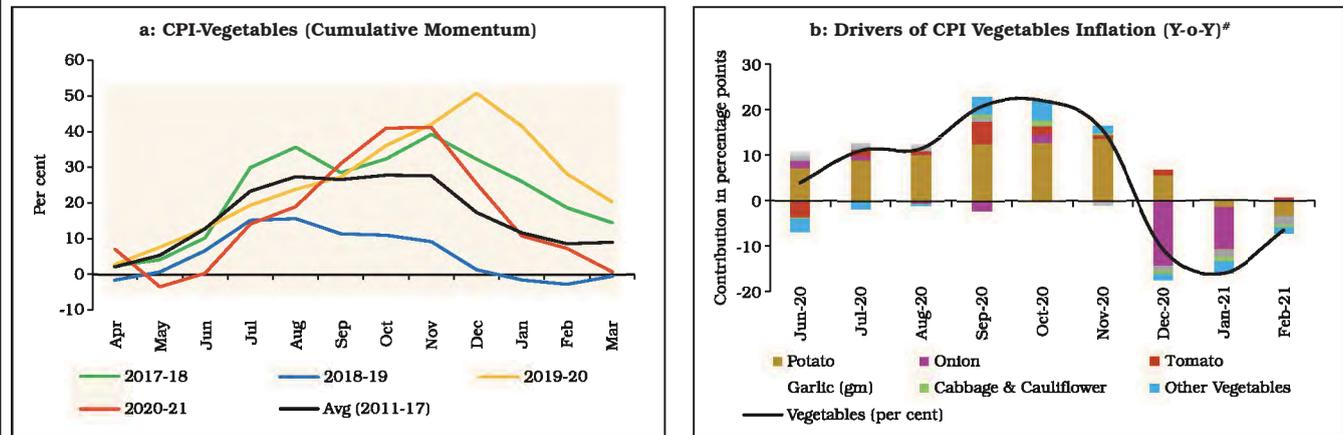 a: CPI-Vegetables (Cumulative Momentum)
Per cent
60
50
40
30
20
10
0
-10
Apr
May
Jun
Jul
Aug
Sep
Oct
Nov
Dec
Jan
Feb
Mar
2017-18 2018-19 2019-20
2020-21 Avg (2011-17)
b: Drivers of CPI Vegetables Inflation (Y-o-Y)#
Contribution in percentage points
30
20
10
0
-10
-20
Jun-20
Jul-20
Aug-20
Sep-20
Oct-20
Nov-20
Dec-20
Jan-21
Feb-21
Potato Onion Tomato
Garlic (gm) Cabbage & Cauliflower Other Vegetables
Vegetables (per cent)